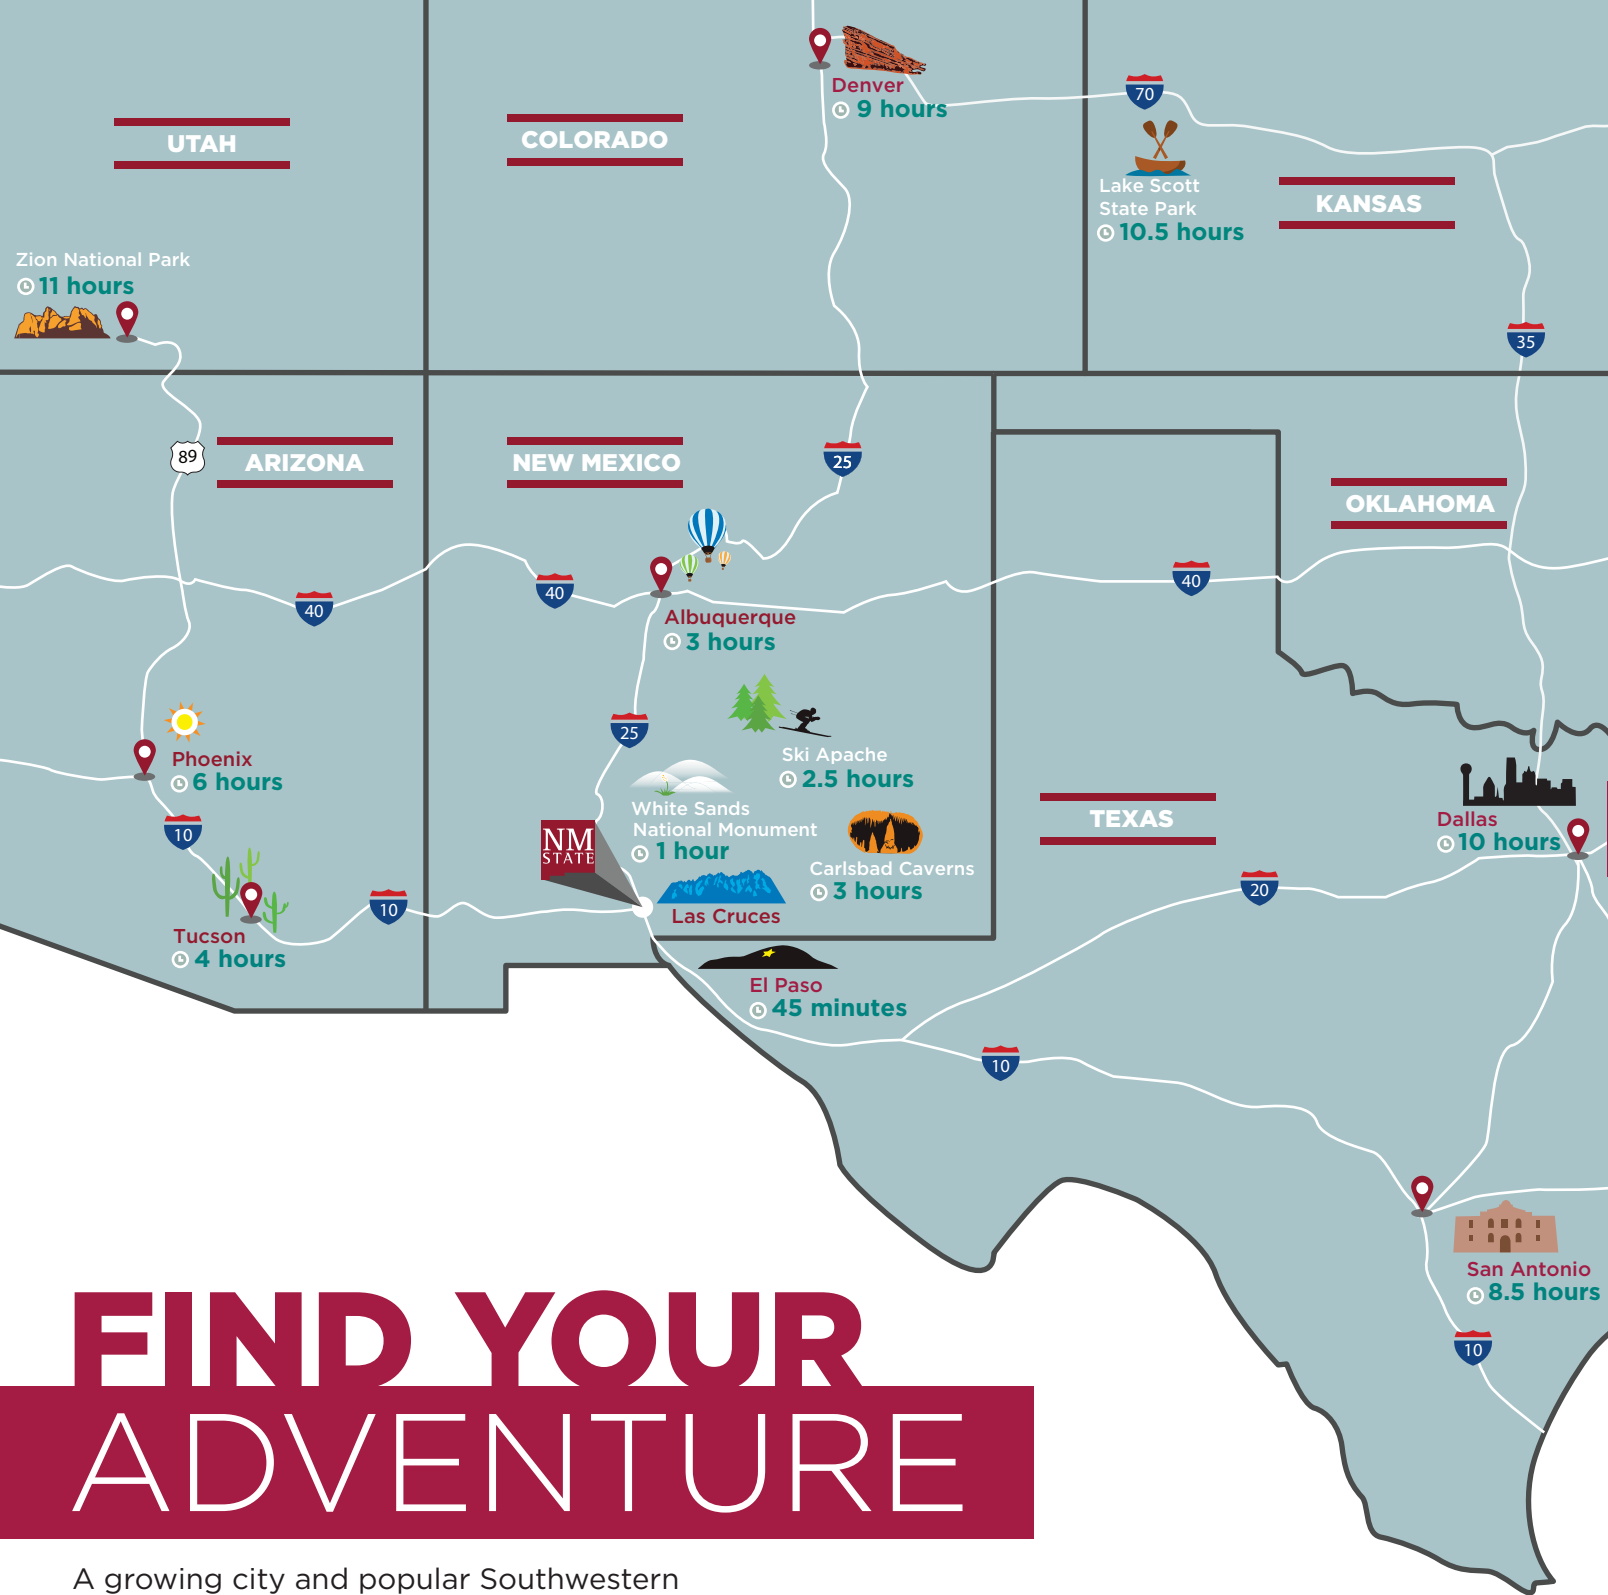 Denver
9 hours
70
UTAH
COLORADO
Lake Scott
State Park
10.5 hours
KANSAS
Zion National Park
11 hours
35
89
ARIZONA
NEW MEXICO
25
OKLAHOMA
40
40
40
Albuquerque
3 hours
25
Phoenix
6 hours
Ski Apache
2.5 hours
10
White Sands
National Monument
1 hour
NM
STATE
TEXAS
Dallas
10 hours
Carlsbad Caverns
3 hours
20
10
Las Cruces
Tucson
4 hours
El Paso
45 minutes
10
San Antonio
8.5 hours
10
FIND YOUR
ADVENTURE
A growing city and popular Southwestern